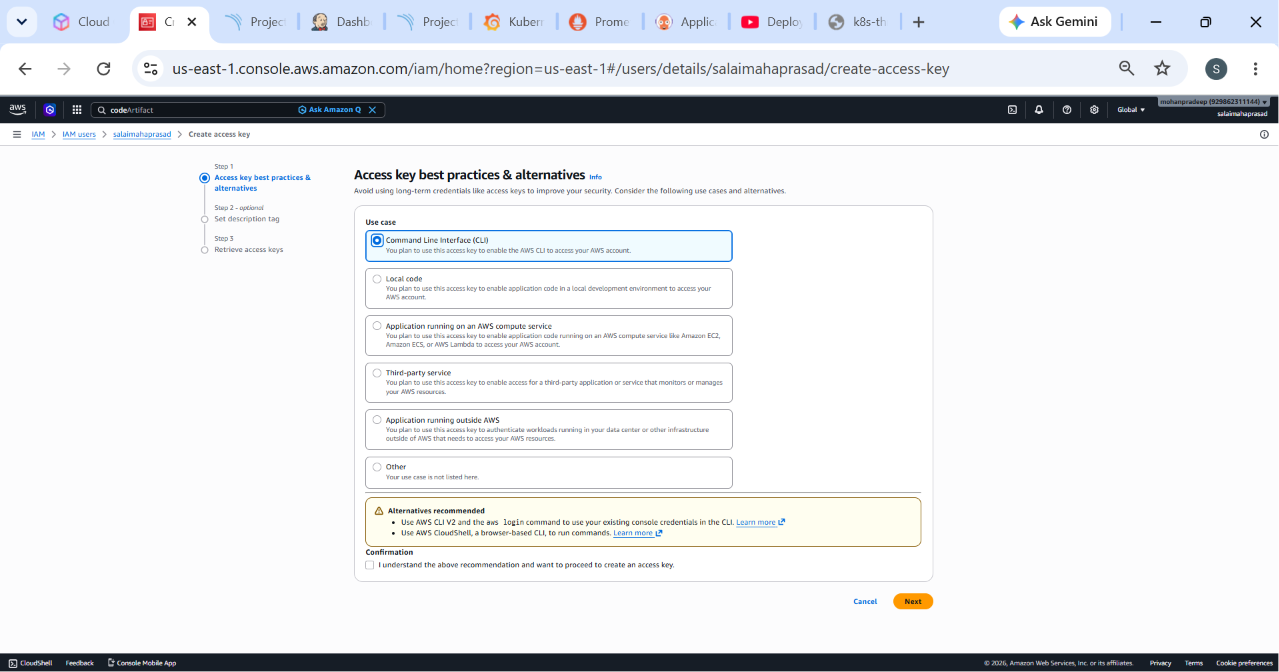 Cloud
Project
Dashb
Project
Kubern
Prome
Applic
Deploy
k8s-th
Ask Gemini
us-east-1.console.aws.amazon.com/iam/home?region=us-east-1#/users/details/salaimahaprasad/create-access-key
S
aws
codeArtifact
Ask Amazon Q
Global
mohanpradeep (929862311144)
salaimahaprasad
IAM
IAM users
salaimahaprasad
Create access key
Step 1
Access key best practices &
alternatives
Step 2 - optional
Set description tag
Step 3
Retrieve access keys
Access key best practices & alternatives Info
Avoid using long-term credentials like access keys to improve your security. Consider the following use cases and alternatives.
Use case
Command Line Interface (CLI)
You plan to use this access key to enable the AWS CLI to access your AWS account.
Local code
You plan to use this access key to enable application code in a local development environment to access your
AWS account.
Application running on an AWS compute service
You plan to use this access key to enable application code running on an AWS compute service like Amazon EC2,
Amazon ECS, or AWS Lambda to access your AWS account.
Third-party service
You plan to use this access key to enable access for a third-party application or service that monitors or manages
your AWS resources.
Application running outside AWS
You plan to use this access key to authenticate workloads running in your data center or other infrastructure
outside of AWS that needs to access your AWS resources.
Other
Your use case is not listed here.
Alternatives recommended
• Use AWS CLI V2 and the aws login command to use your existing console credentials in the CLI. Learn more
• Use AWS CloudShell, a browser-based CLI, to run commands. Learn more
Confirmation
I understand the above recommendation and want to proceed to create an access key.
Cancel
Next
CloudShell
Feedback
Console Mobile App
© 2026, Amazon Web Services, Inc. or its affiliates.
Privacy
Terms
Cookie preferences